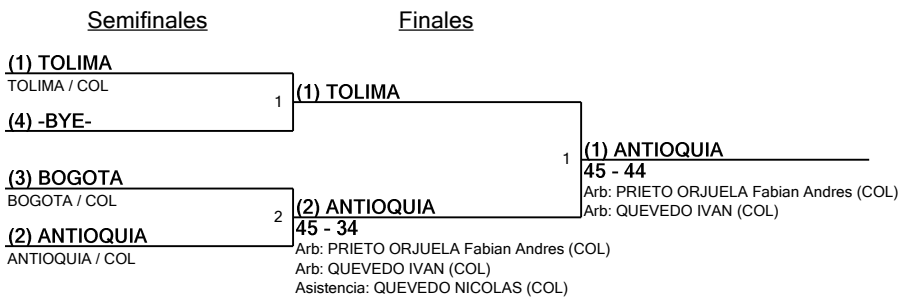 Semifinales
Finales
(1) TOLIMA
TOLIMA / COL
1
(1) TOLIMA
(4) -BYE-
1
(1) ANTIOQUIA
45 - 44
Arb: PRIETO ORJUELA Fabian Andres (COL)
Arb: QUEVEDO IVAN (COL)
(3) BOGOTA
BOGOTA / COL
2
(2) ANTIOQUIA
45 - 34
Arb: PRIETO ORJUELA Fabian Andres (COL)
Arb: QUEVEDO IVAN (COL)
Asistencia: QUEVEDO NICOLAS (COL)
(2) ANTIOQUIA
ANTIOQUIA / COL